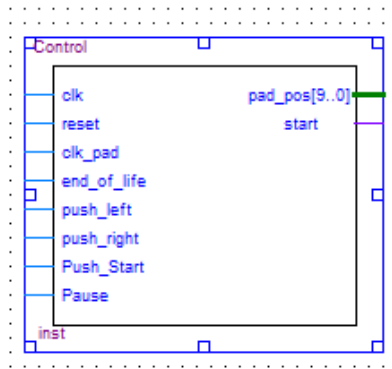 Control
clk pad_pos[9..0]
reset start
clk_pad
end_of_life
push_left
push_right
Push_Start
Pause
inst